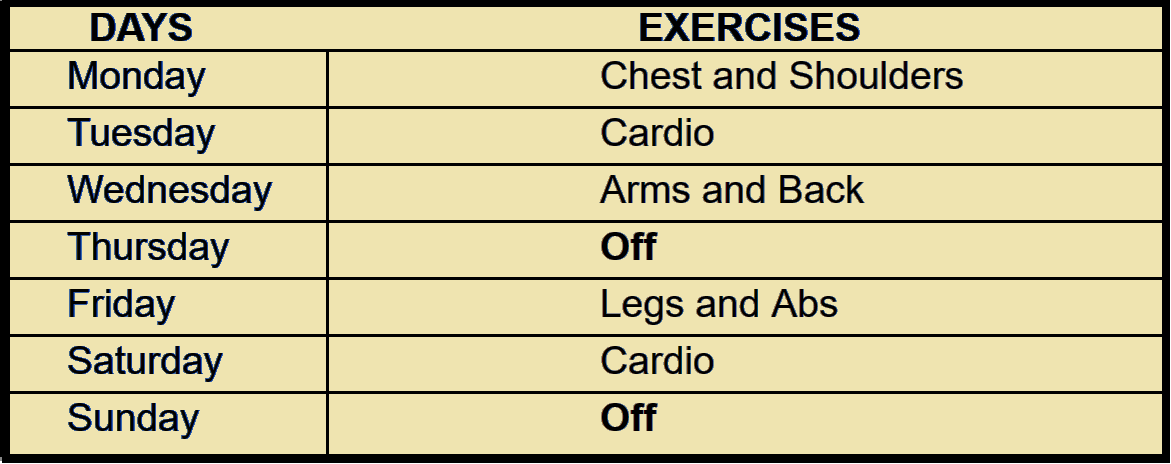 DAYS EXERCISES
Monday Chest and Shoulders
Tuesday Cardio
Wednesday Arms and Back
Thursday Off
Friday Legs and Abs
Saturday Cardio
Sunday Off